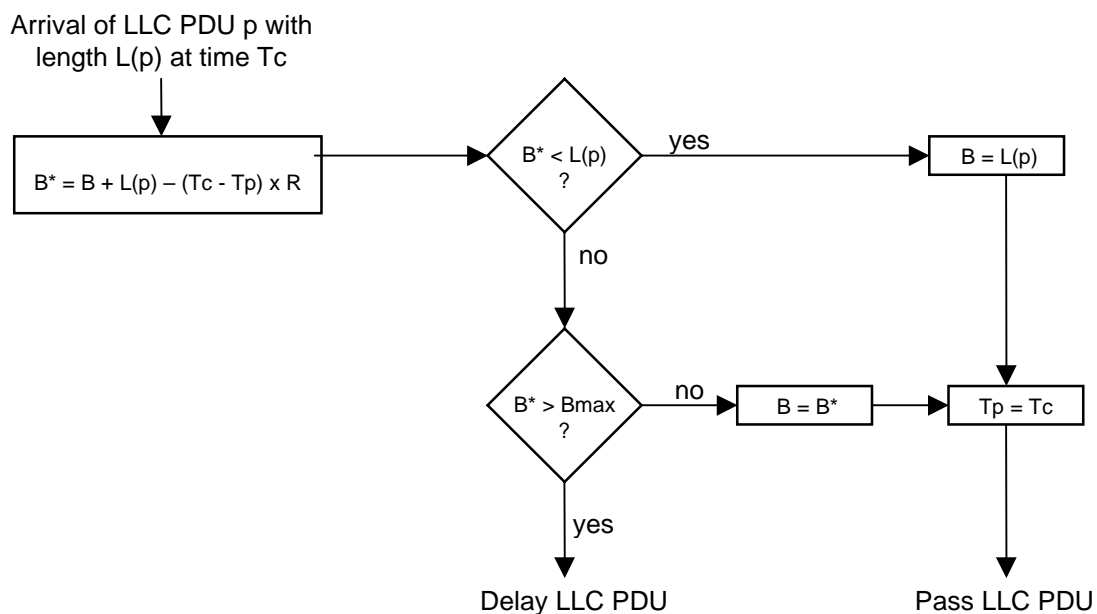 Arrival of LLC PDU p with
length L(p) at time Tc
B* = B + L(p) – (Tc - Tp) x R
B* < L(p)
?
yes
B = L(p)
no
B* > Bmax
?
no
B = B*
Tp = Tc
yes
Delay LLC PDU
Pass LLC PDU